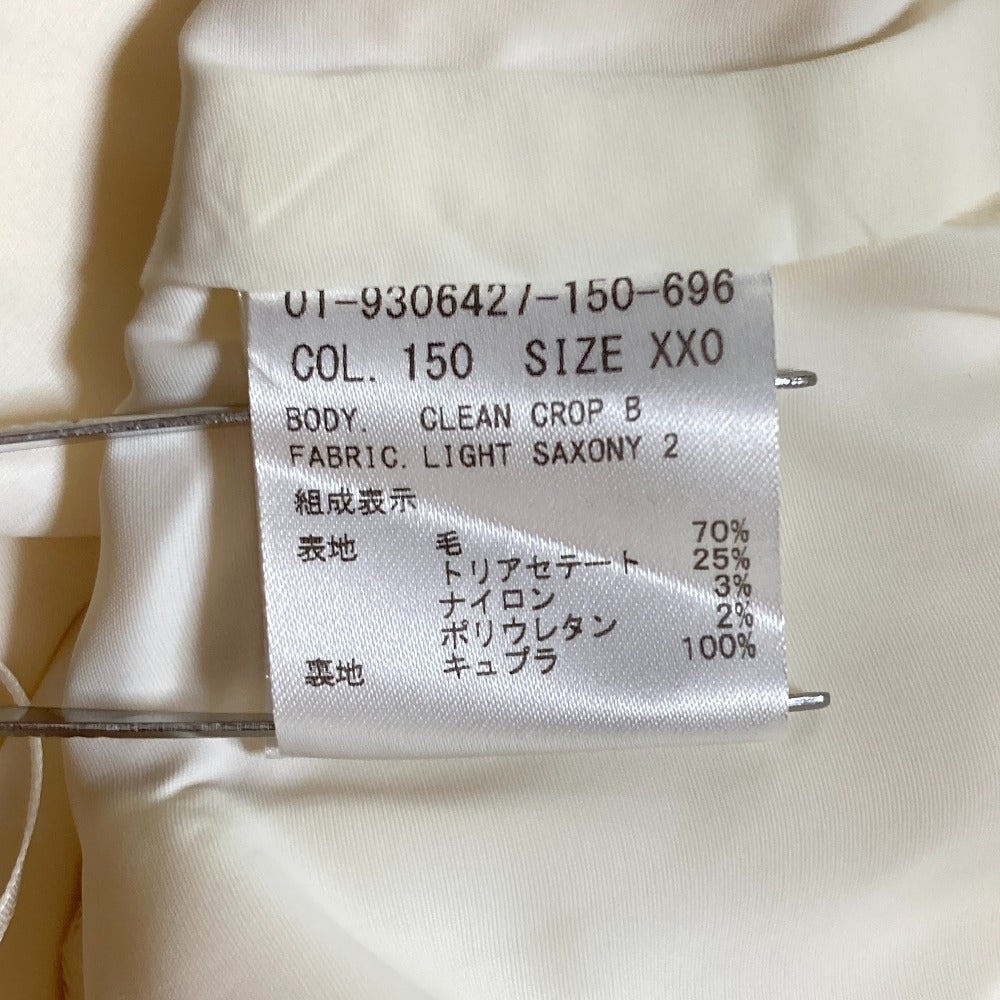 01-9306427-150-696
COL. 150 SIZE XXO
BODY. CLEAN CROP B
FABRIC. LIGHT SAXONY 2
組成表示
表地 毛 70%
トリアセテート 25%
ナイロン 3%
ポリウレタン 2%
裏地 キュプラ 100%